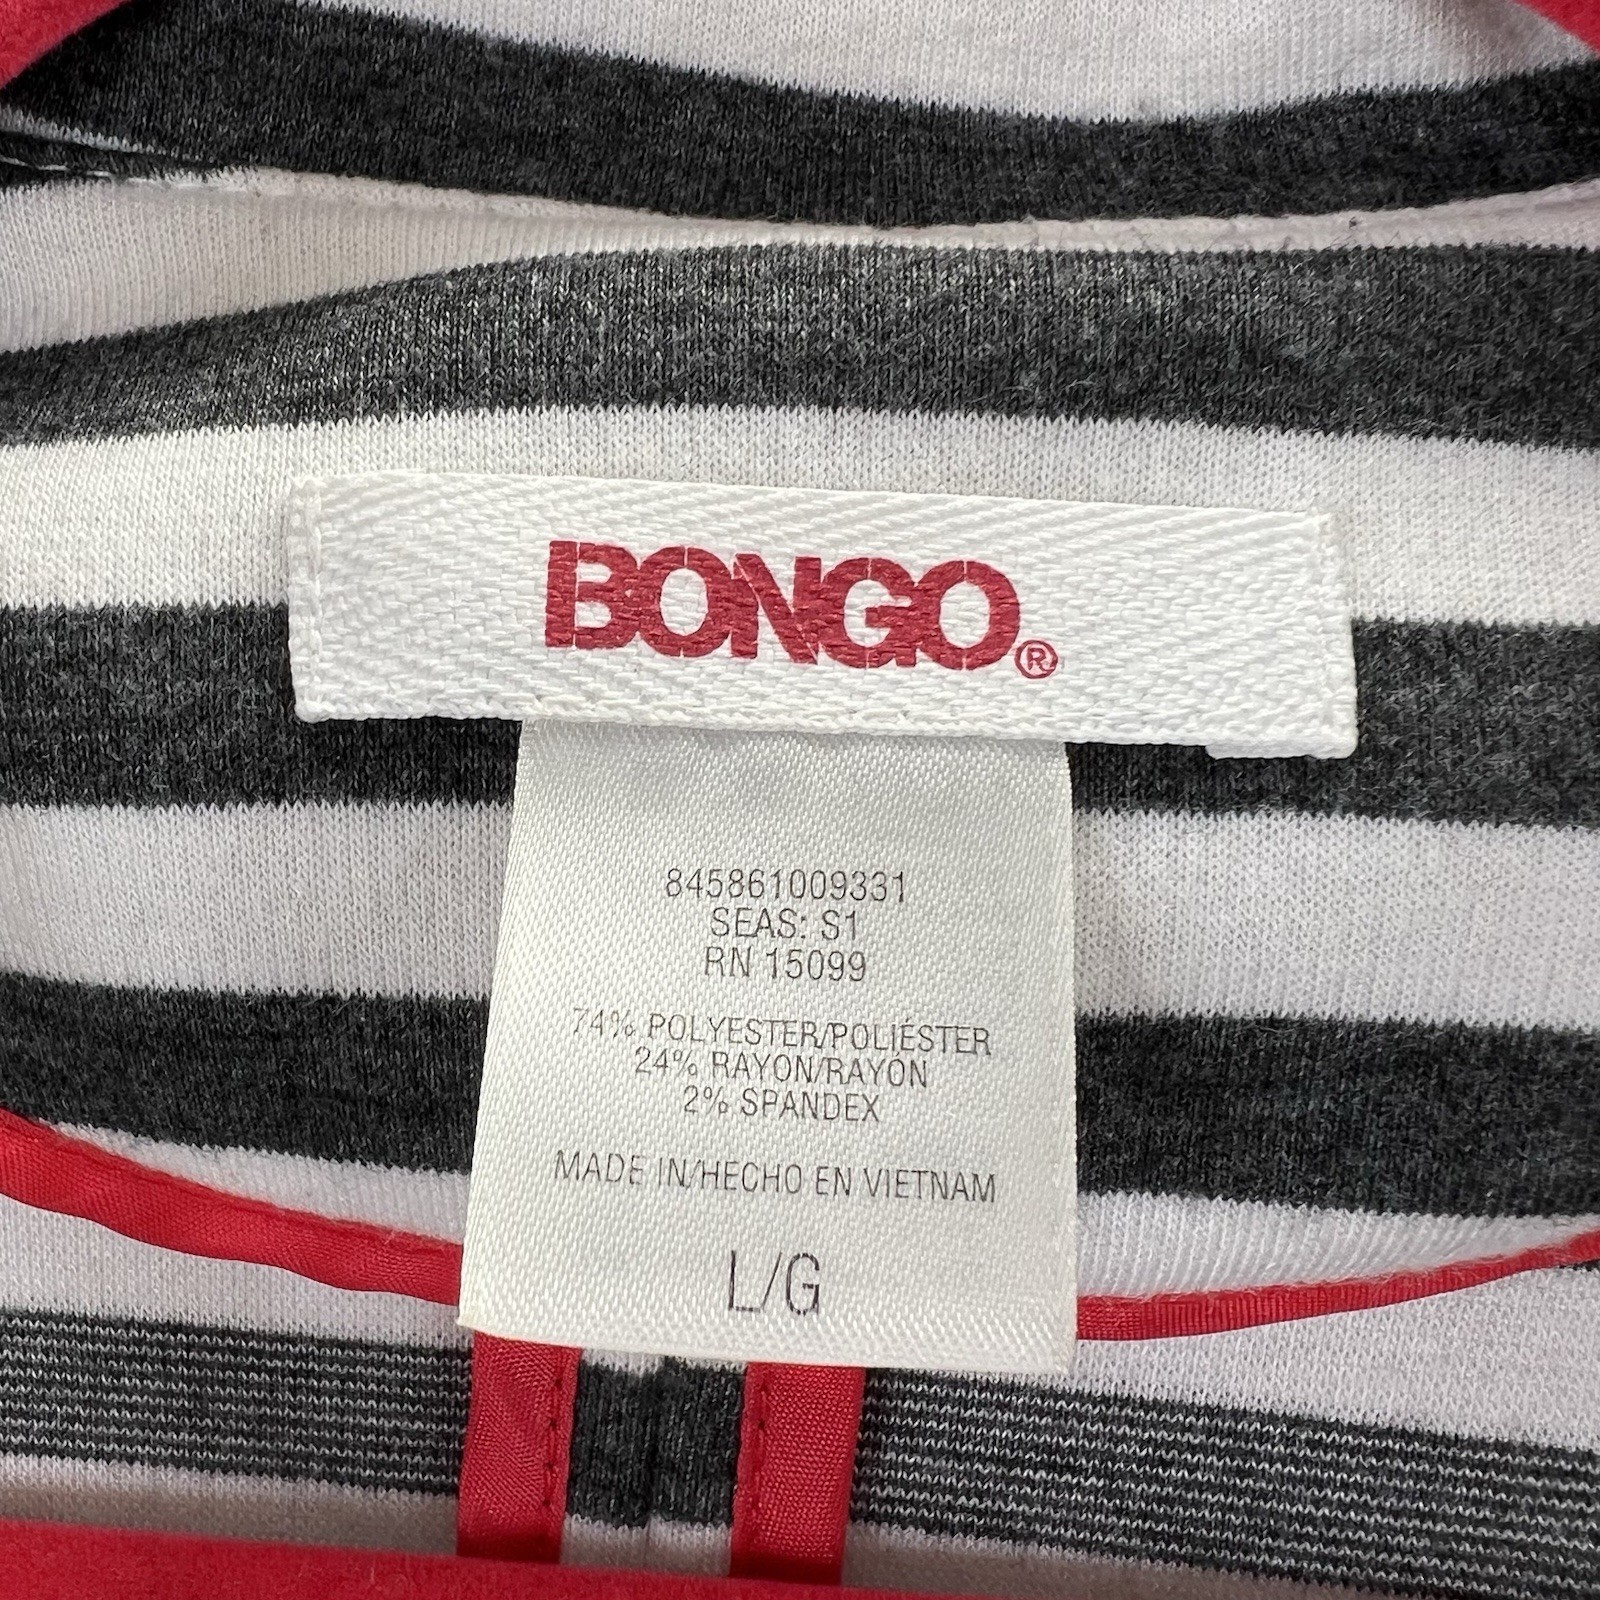 BONGO®
845861009331
SEAS: S1
RN 15099
74% POLYESTER/POLIÉSTER
24% RAYON/RAYÓN
2% SPANDEX
MADE IN/HECHO EN VIETNAM
L/G